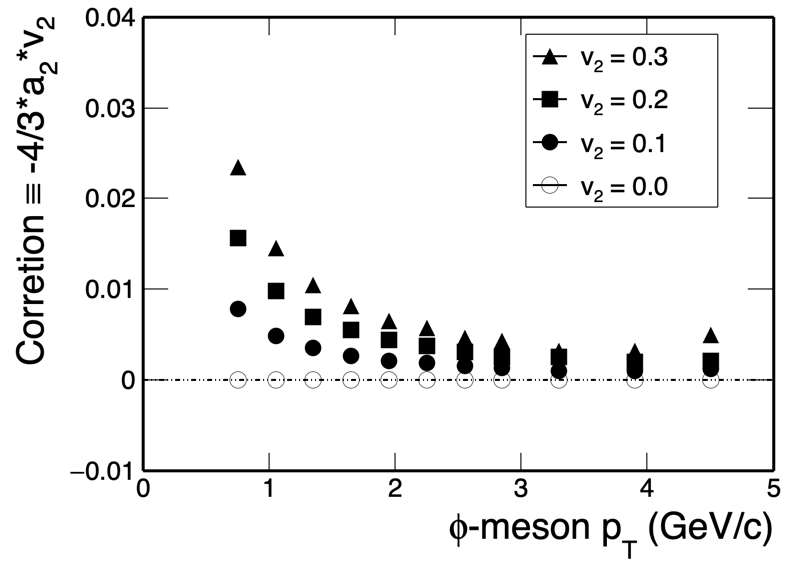 Corretion ≡ -4/3*a₂*v₂
0.04
0.03
0.02
0.01
0
−0.01
v₂ = 0.3
v₂ = 0.2
v₂ = 0.1
v₂ = 0.0
0 1 2 3 4 5
ϕ-meson p_T (GeV/c)